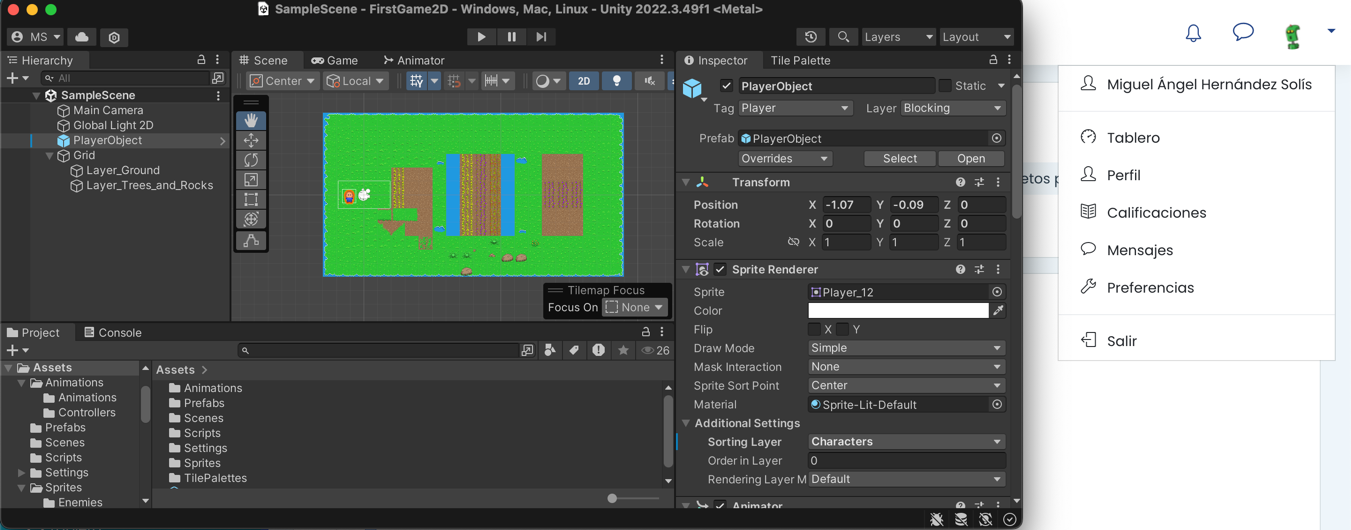 SampleScene - FirstGame2D - Windows, Mac, Linux - Unity 2022.3.49f1 <Metal>
MS
Layers
Layout
Hierarchy
All
SampleScene
Main Camera
Global Light 2D
PlayerObject
Grid
Layer_Ground
Layer_Trees_and_Rocks
Scene
Game
Animator
Center
Local
2D
Tilemap Focus
Focus On
None
Project
Console
26
Assets
Animations
Animations
Controllers
Prefabs
Scenes
Scripts
Settings
Sprites
Enemies
Assets
Animations
Prefabs
Scenes
Scripts
Settings
Sprites
TilePalettes
Inspector
Tile Palette
PlayerObject
Static
Tag Player
Layer Blocking
Prefab PlayerObject
Overrides
Select
Open
Transform
Position X -1.07 Y -0.09 Z 0
Rotation X 0 Y 0 Z 0
Scale X 1 Y 1 Z 1
Sprite Renderer
Sprite Player_12
Color
Flip X Y
Draw Mode Simple
Mask Interaction None
Sprite Sort Point Center
Material Sprite-Lit-Default
Additional Settings
Sorting Layer Characters
Order in Layer 0
Rendering Layer M Default
Animator
etos p
Miguel Ángel Hernández Solís
Tablero
Perfil
Calificaciones
Mensajes
Preferencias
Salir